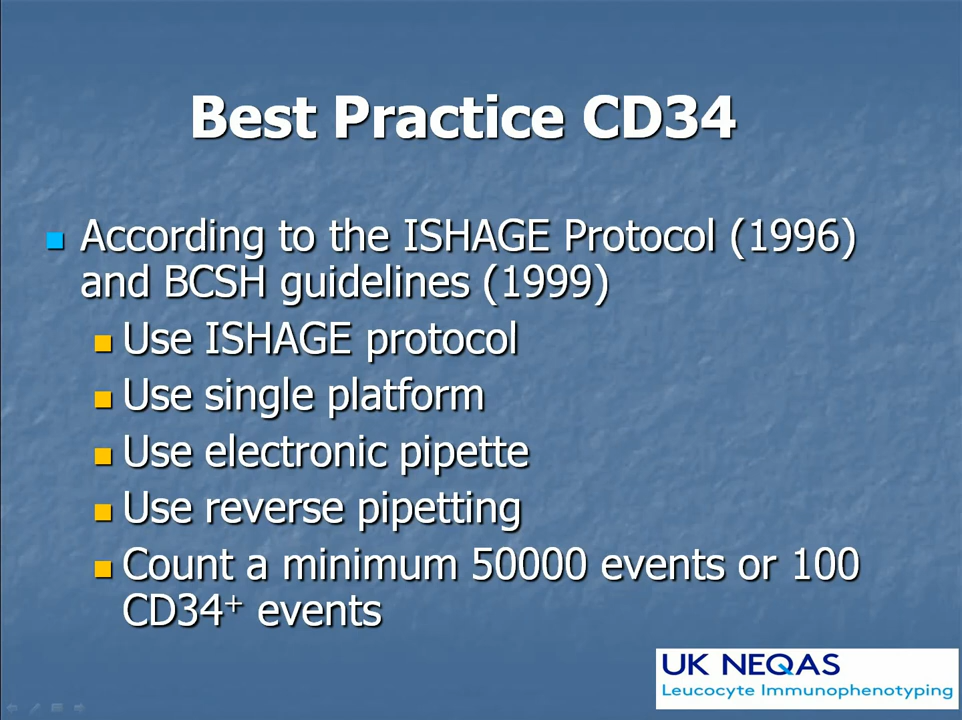 Best Practice CD34
According to the ISHAGE Protocol (1996)
and BCSH guidelines (1999)
Use ISHAGE protocol
Use single platform
Use electronic pipette
Use reverse pipetting
Count a minimum 50000 events or 100
CD34⁺ events
UK NEQAS
Leucocyte Immunophenotyping